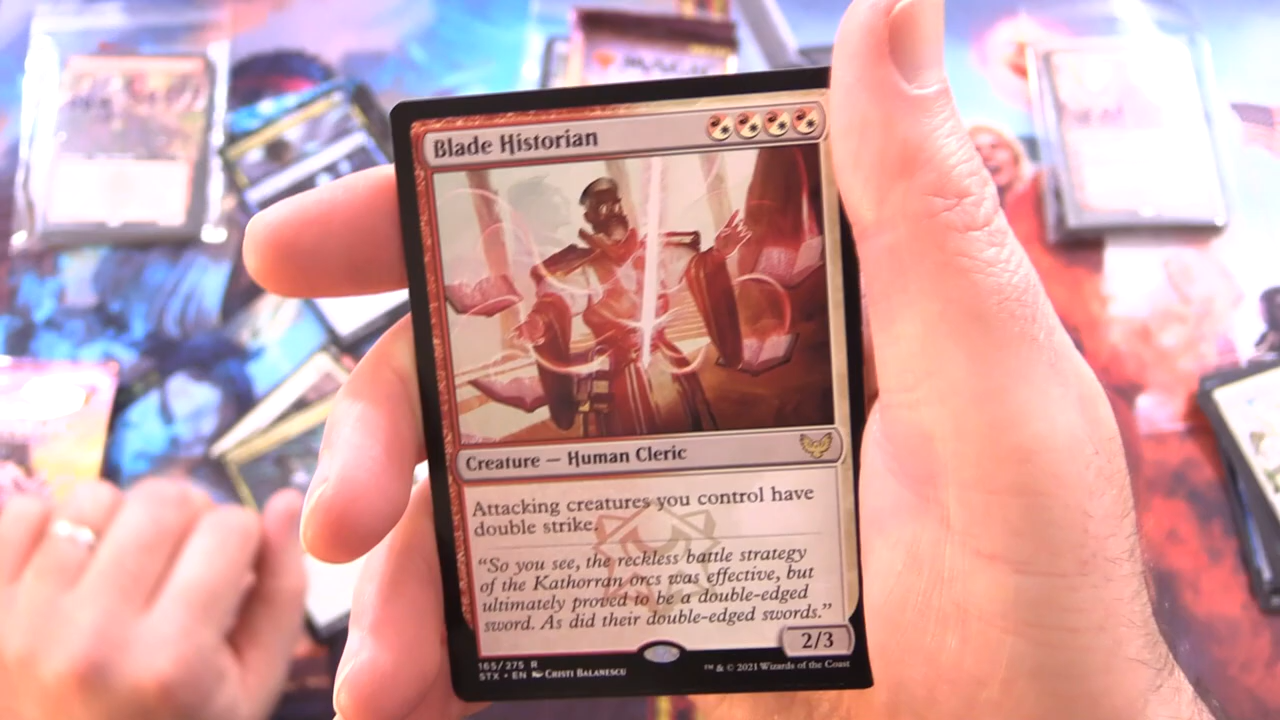 Blade Historian
Creature — Human Cleric
Attacking creatures you control have
double strike.
“So you see, the reckless battle strategy
of the Kathorran orcs was effective, but
ultimately proved to be a double-edged
sword. As did their double-edged swords.”
2/3
165/275 R
STX • EN CRISTI BALANESCU
™ & © 2021 Wizards of the Coast